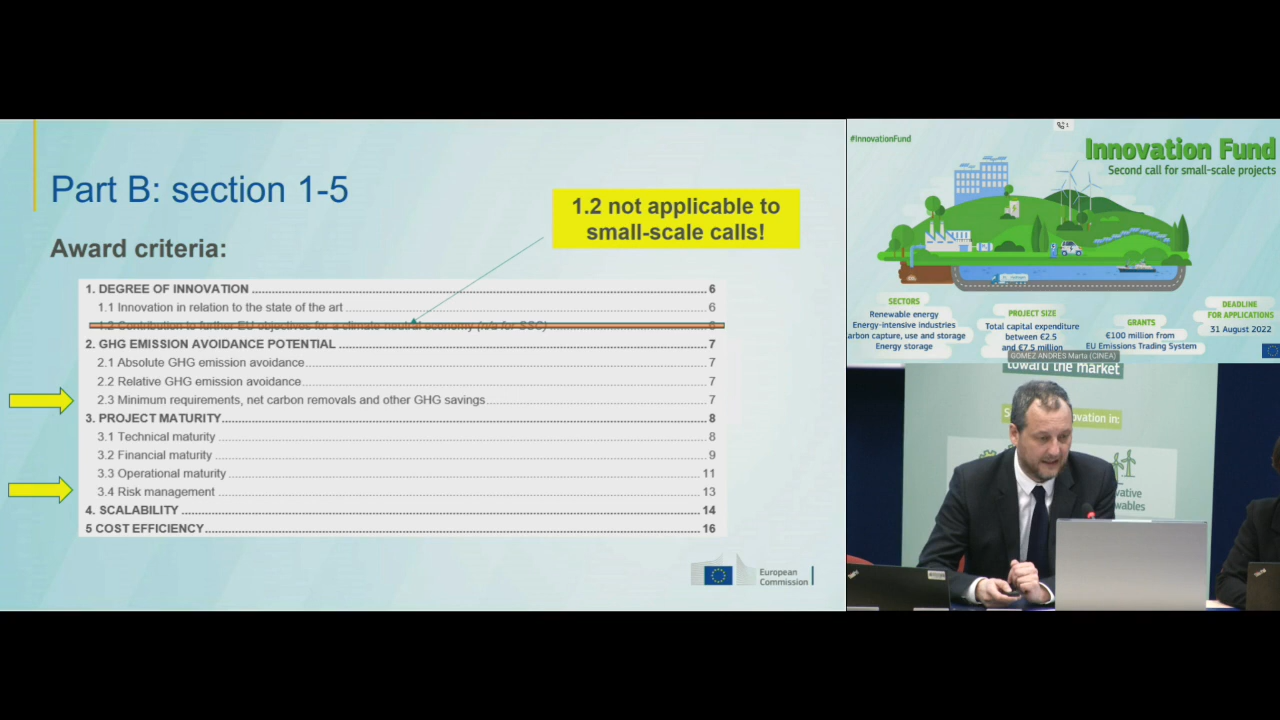 Part B: section 1-5
1.2 not applicable to
small-scale calls!
Award criteria:
1. DEGREE OF INNOVATION 6
1.1 Innovation in relation to the state of the art 6
1.2 Contribution to further EU objectives for a climate neutral economy (n/a for SSC) 6
2. GHG EMISSION AVOIDANCE POTENTIAL 7
2.1 Absolute GHG emission avoidance 7
2.2 Relative GHG emission avoidance 7
2.3 Minimum requirements, net carbon removals and other GHG savings 7
3. PROJECT MATURITY 8
3.1 Technical maturity 8
3.2 Financial maturity 9
3.3 Operational maturity 11
3.4 Risk management 13
4. SCALABILITY 14
5 COST EFFICIENCY 16
European
Commission
1
#InnovationFund
Innovation Fund
Second call for small-scale projects
SECTORS
Renewable energy
Energy-intensive industries
arbon capture, use and storage
Energy storage
PROJECT SIZE
Total capital expenditure
between €2.5
and €7.5 million
GRANTS
€100 million from
EU Emissions Trading System
DEADLINE
FOR APPLICATIONS
31 August 2022
GOMEZ ANDRES Marta (CINEA)
toward the market
ovation in:
vative
wables